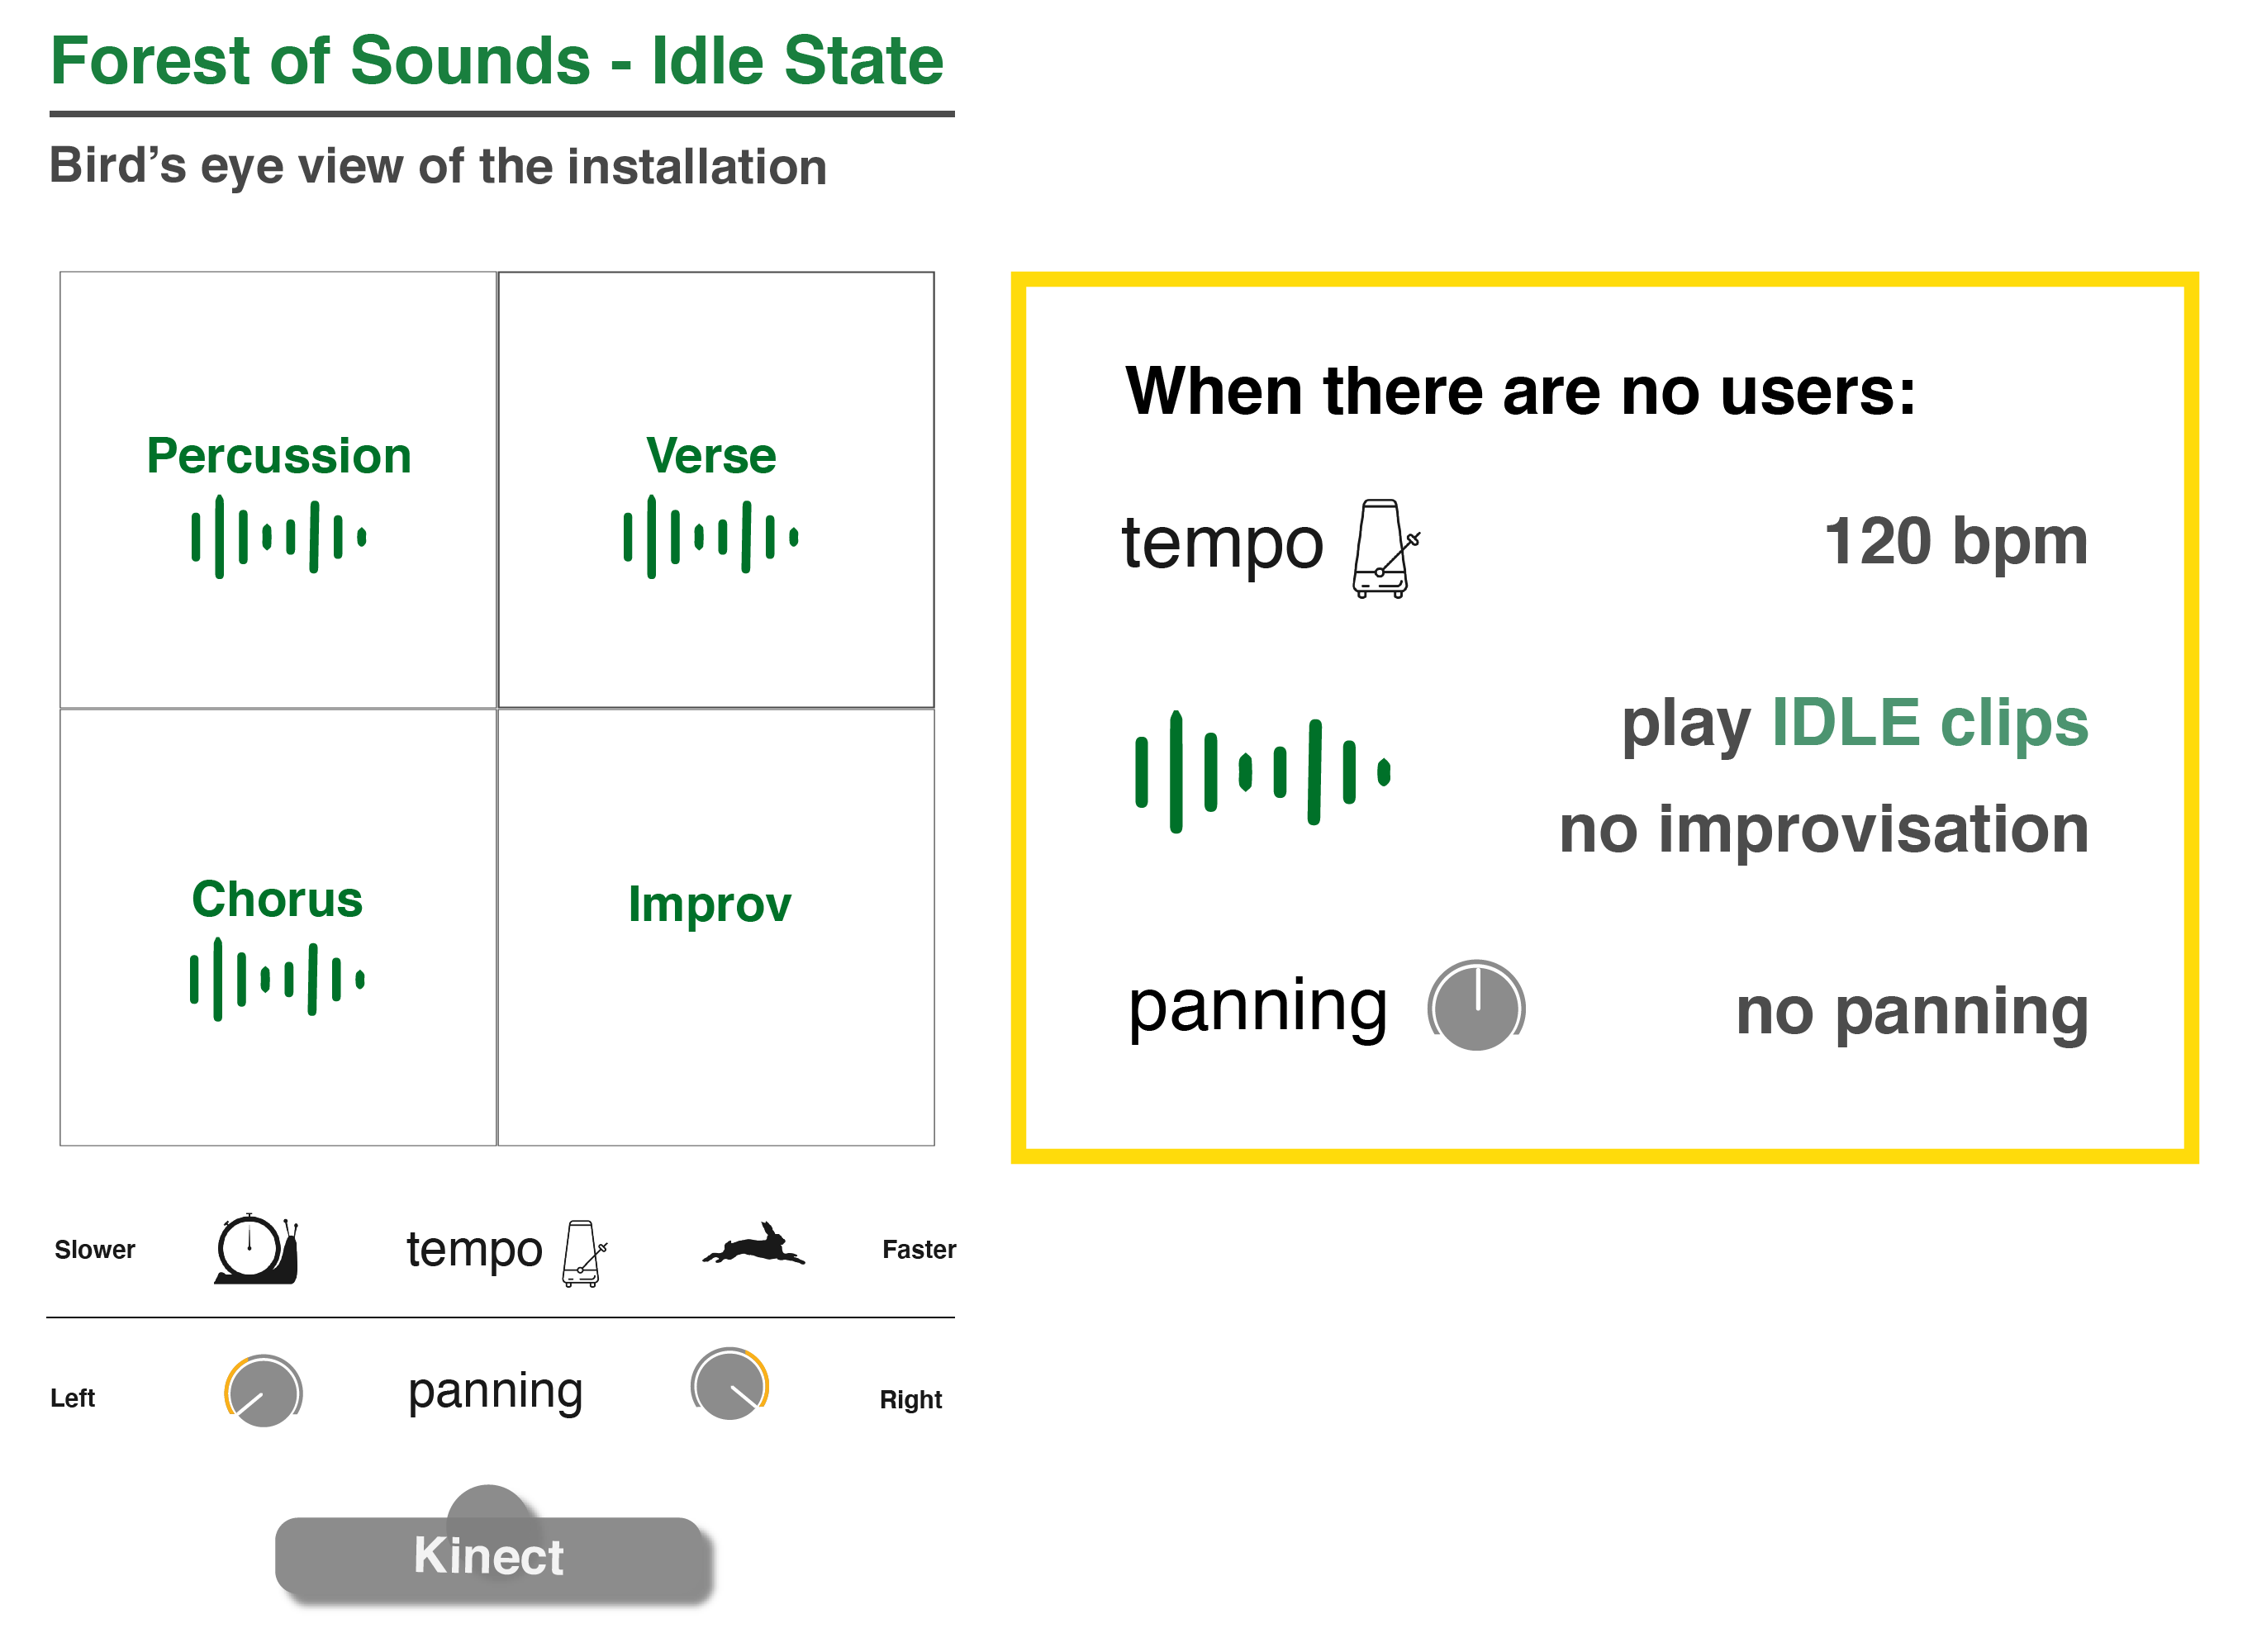 Forest of Sounds - Idle State
Bird’s eye view of the installation
Percussion
Verse
Chorus
Improv
Slower
tempo
Faster
Left
panning
Right
Kinect
When there are no users:
tempo
120 bpm
play IDLE clips
no improvisation
panning
no panning